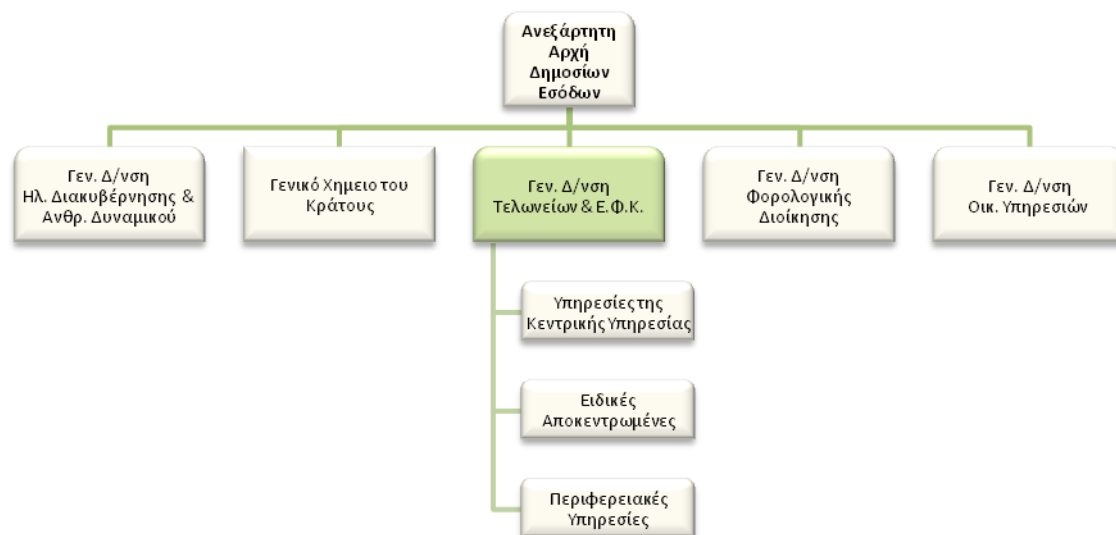 Ανεξάρτητη
Αρχή
Δημοσίων
Εσόδων
Γεν. Δ/νση
Ηλ. Διακυβέρνησης &
Ανθρ. Δυναμικού
Γενικό Χημειο του
Κράτους
Γεν. Δ/νση
Τελωνείων & Ε.Φ.Κ.
Γεν. Δ/νση
Φορολογικής
Διοίκησης
Γεν. Δ/νση
Οικ. Υπηρεσιών
Υπηρεσίες της
Κεντρικής Υπηρεσίας
Ειδικές
Αποκεντρωμένες
Περιφερειακές
Υπηρεσίες